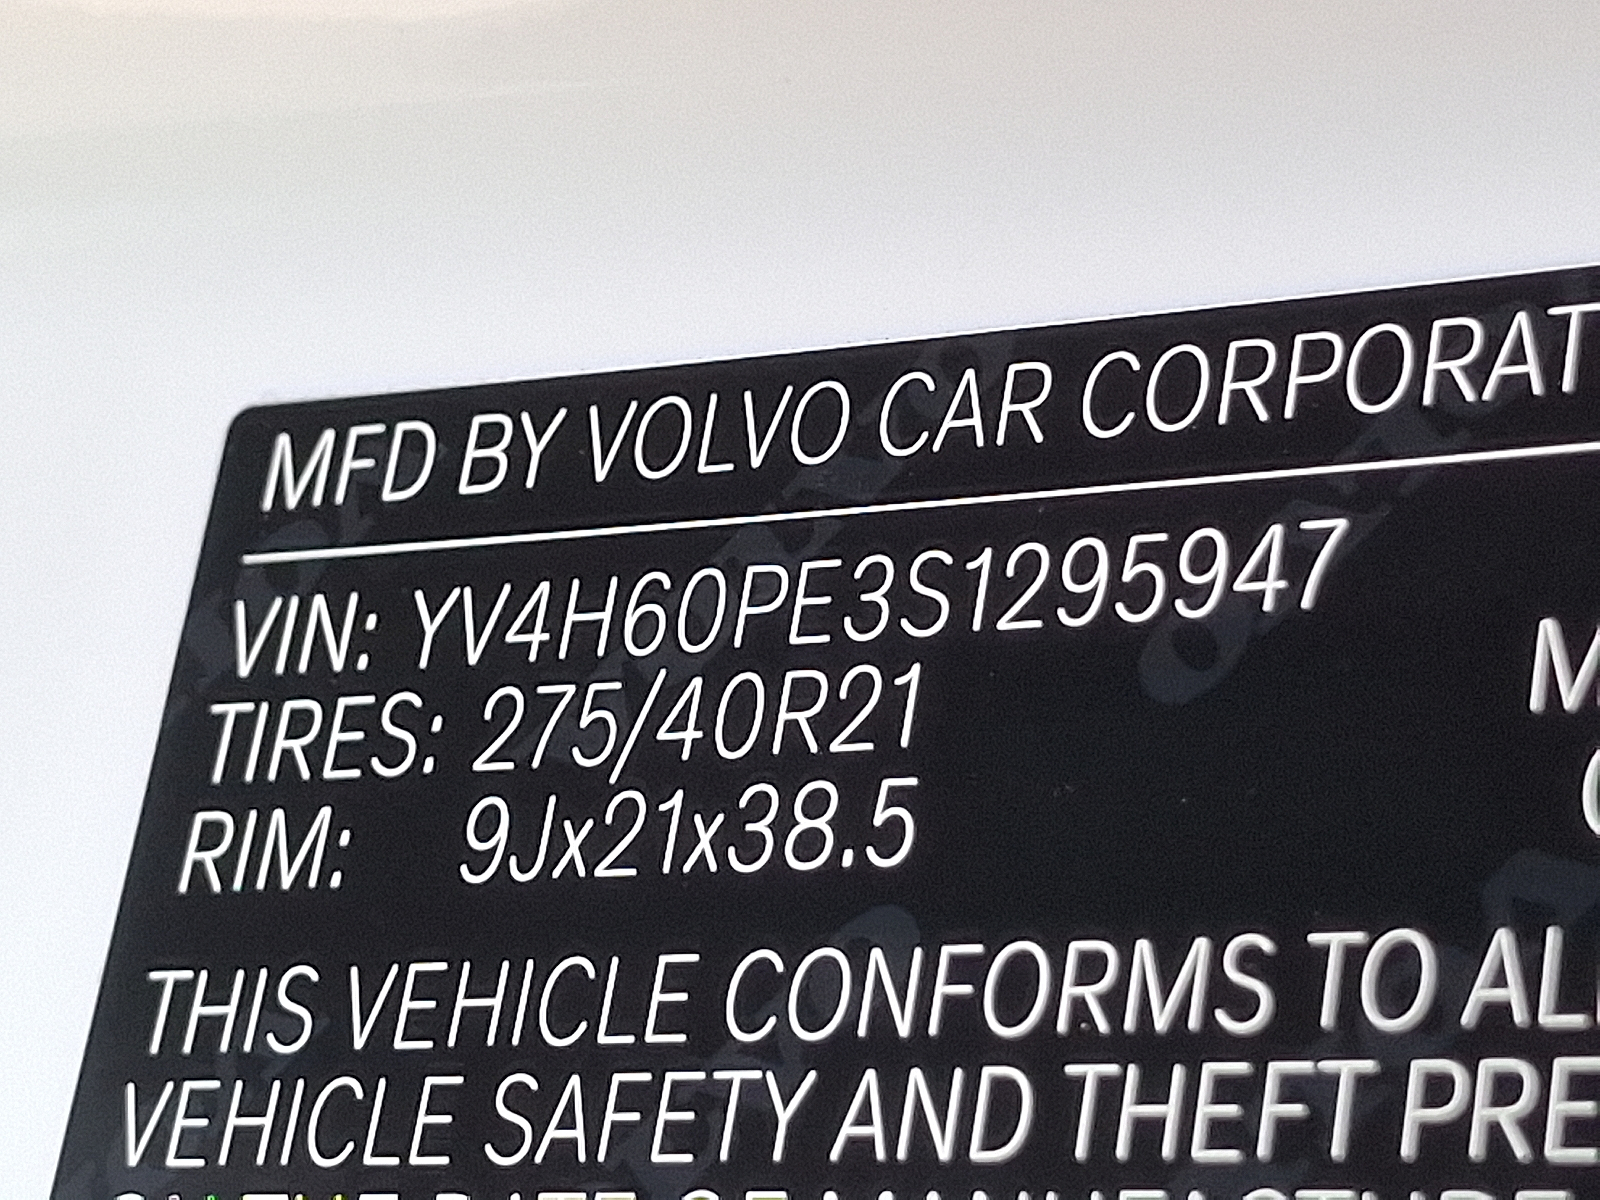 MFD BY VOLVO CAR CORPORAT
VIN: YV4H60PE3S1295947
TIRES: 275/40R21
RIM: 9Jx21x38.5
THIS VEHICLE CONFORMS TO AL
VEHICLE SAFETY AND THEFT PRE